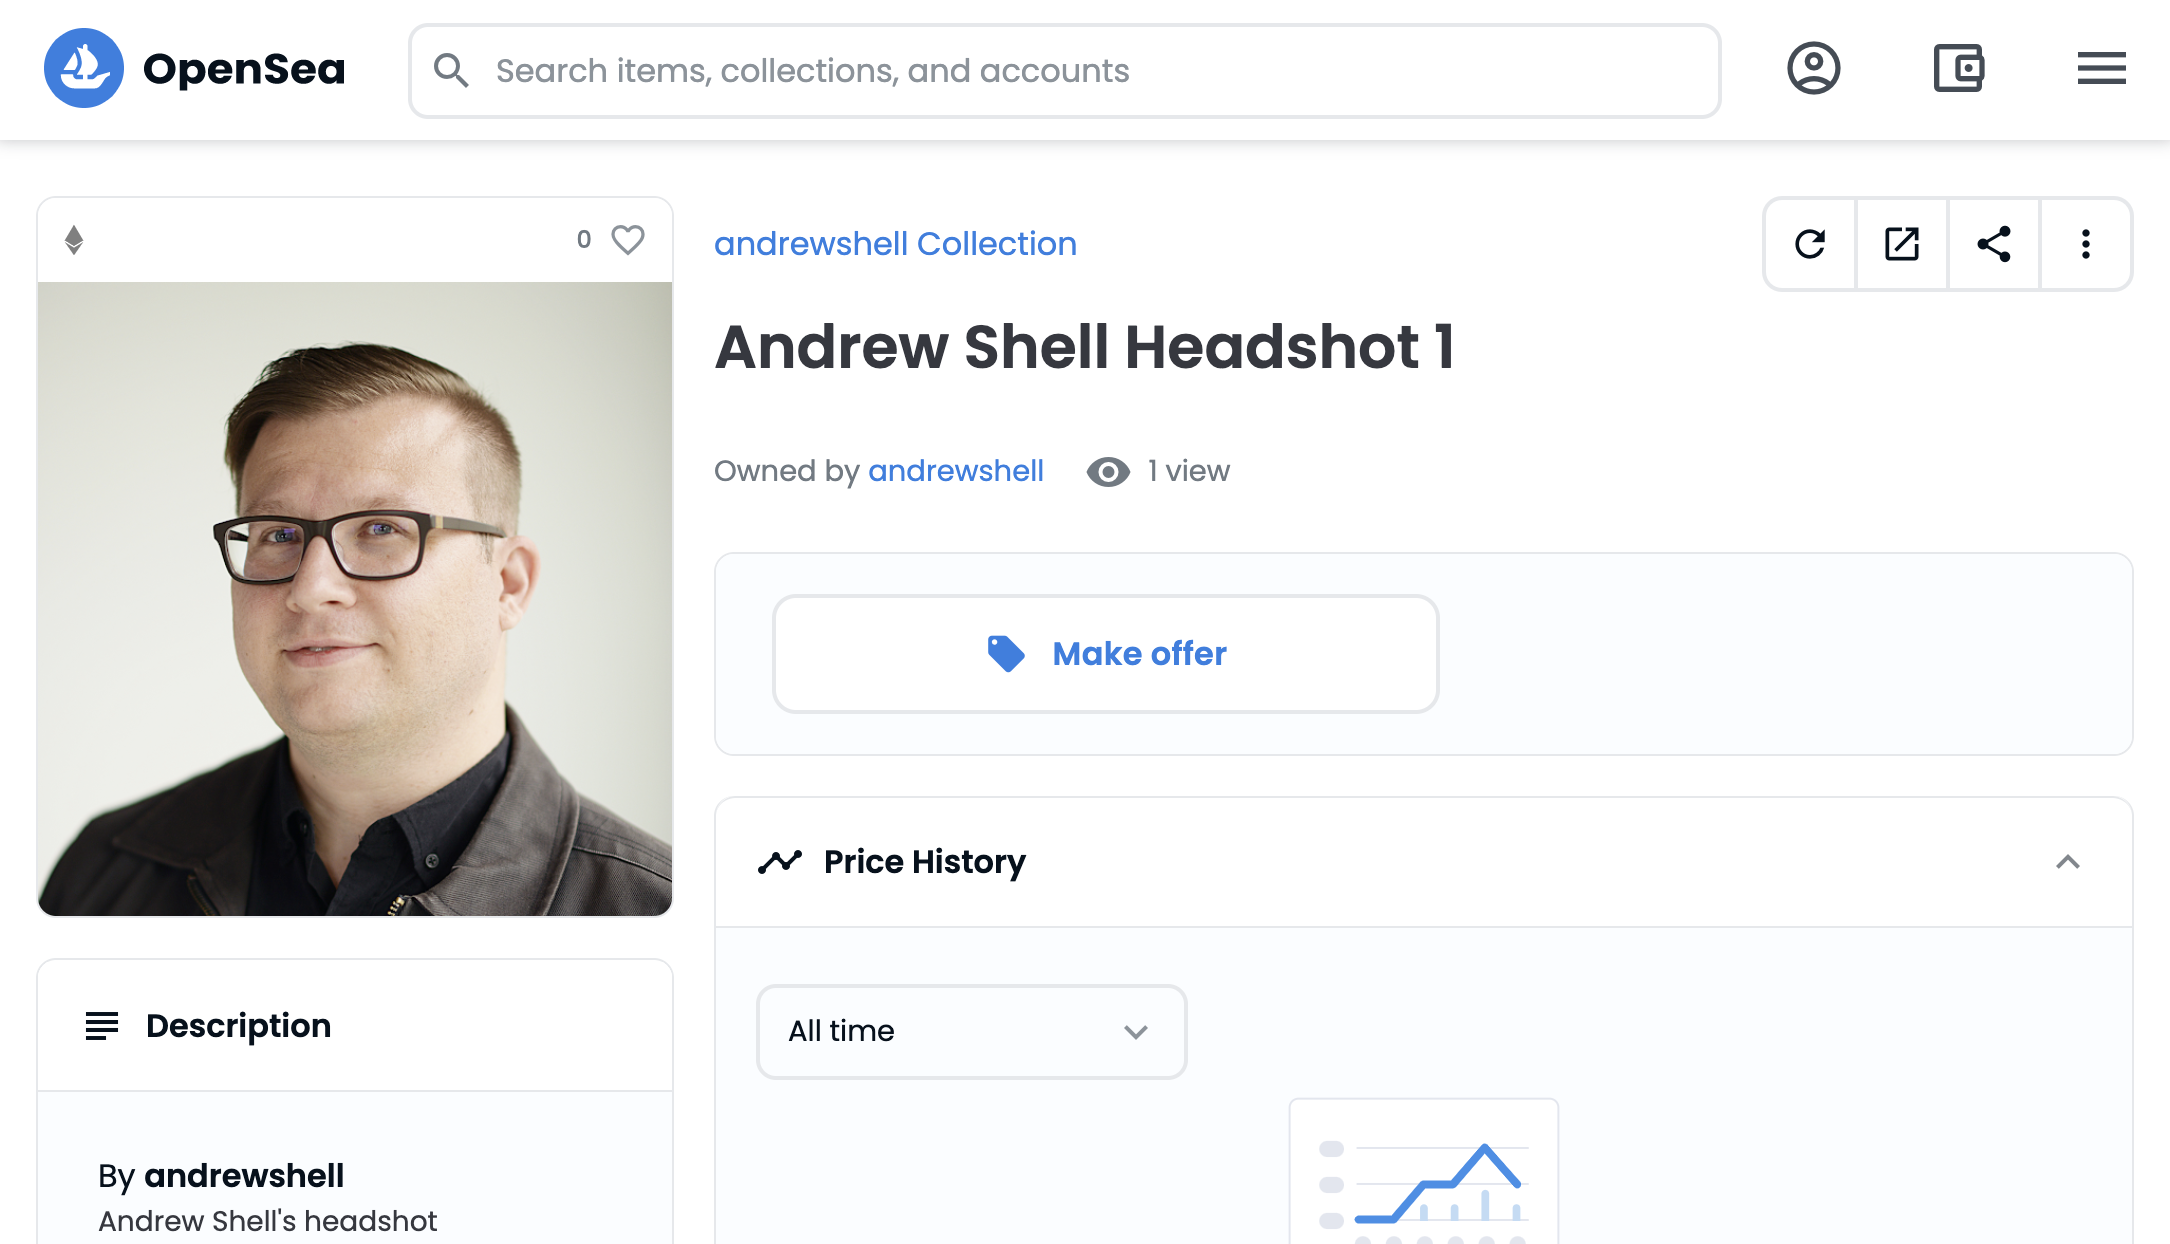 OpenSea
Search items, collections, and accounts
0
andrewshell Collection
Andrew Shell Headshot 1
Owned by andrewshell
1 view
Make offer
Price History
All time
Description
By andrewshell
Andrew Shell's headshot